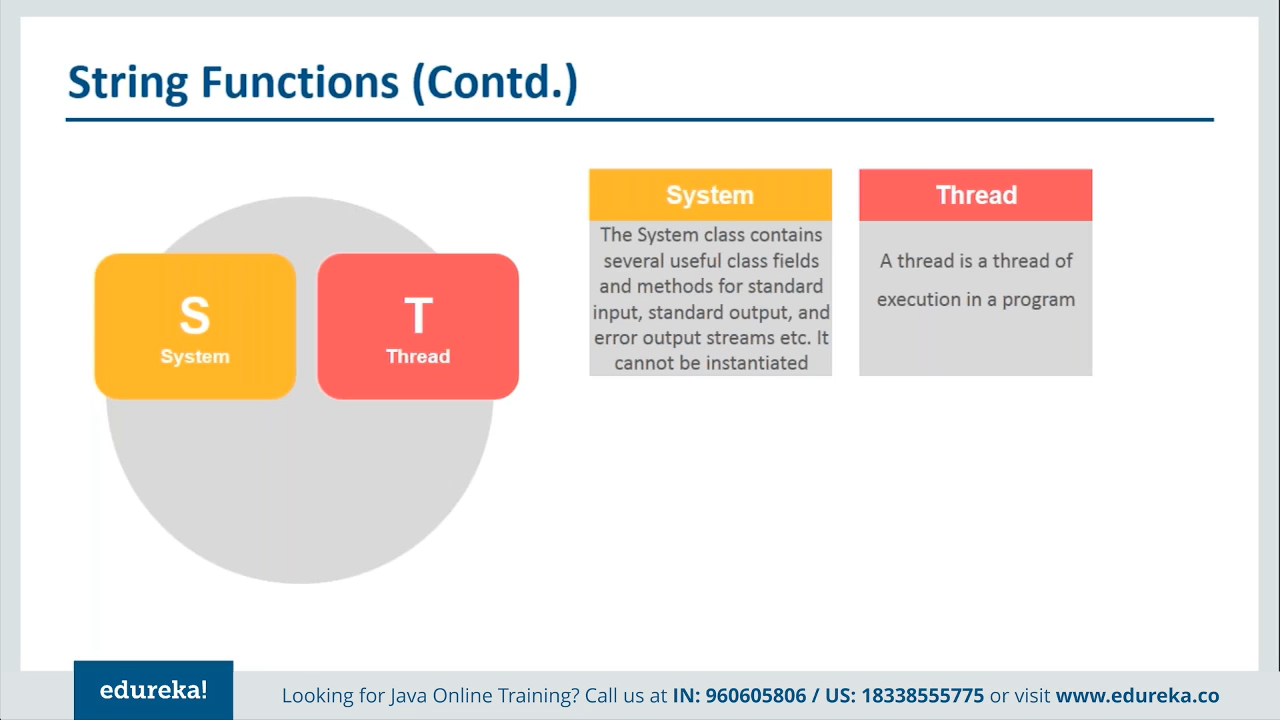 String Functions (Contd.)
S
System
T
Thread
System
The System class contains
several useful class fields
and methods for standard
input, standard output, and
error output streams etc. It
cannot be instantiated
Thread
A thread is a thread of
execution in a program
edureka!
Looking for Java Online Training? Call us at IN: 960605806 / US: 18338555775 or visit www.edureka.co